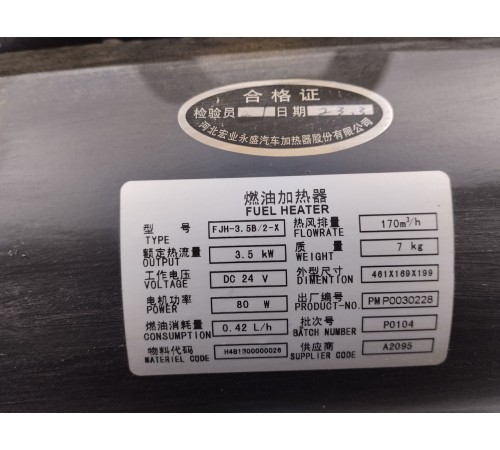 合格证
检验员 1 日期 23.3
河北宏业永盛汽车加热器股份有限公司
燃油加热器
FUEL HEATER
型号 TYPE FJH-3.5B/2-X 热风排量 FLOWRATE 170m³/h
额定热流量 OUTPUT 3.5 kW 质量 WEIGHT 7 kg
工作电压 VOLTAGE DC 24 V 外型尺寸 DIMENTION 461X169X199
电机功率 POWER 80 W 出厂编号 PRODUCT-NO. PMP0030228
燃油消耗量 CONSUMPTION 0.42 L/h 批次号 BATCH NUMBER P0104
物料代码 MATERIEL CODE H4B1R00000026 供应商 SUPPLIER CODE A2095